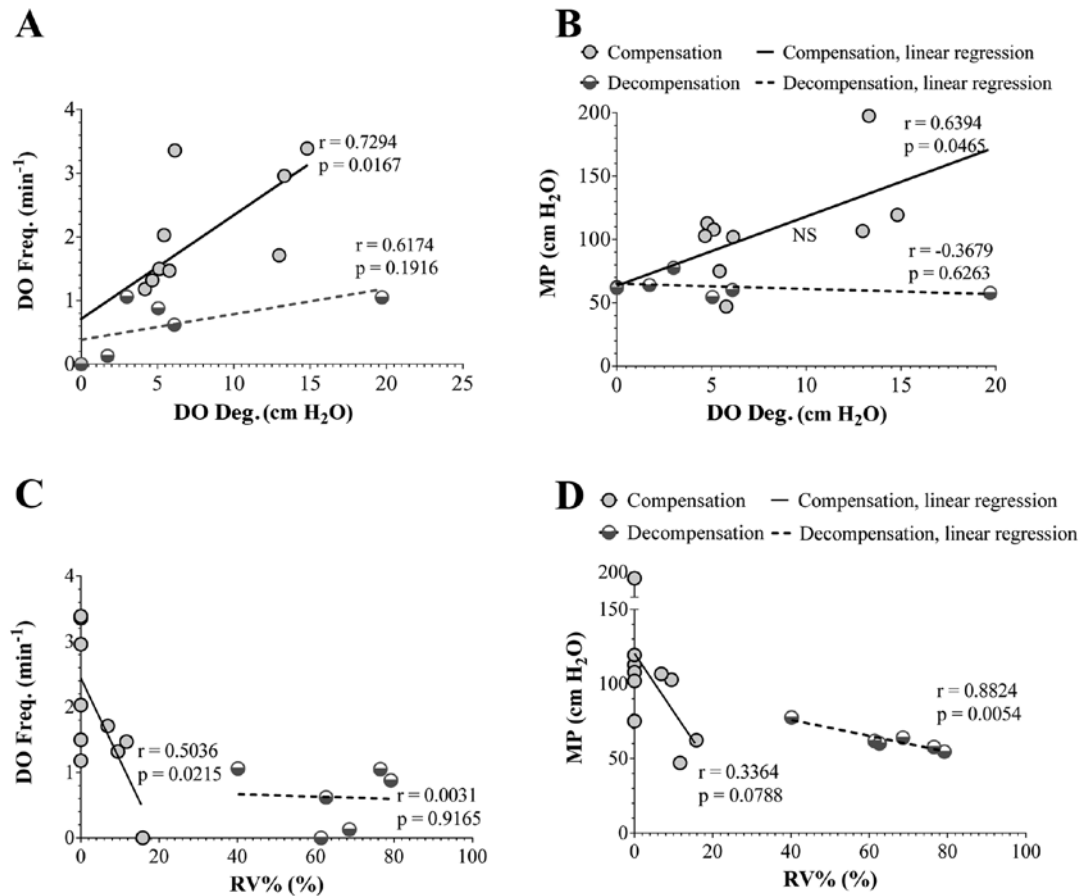 A
4
3
2
1
0
DO Freq. (min⁻¹)
r = 0.7294
p = 0.0167
r = 0.6174
p = 0.1916
0 5 10 15 20 25
DO Deg. (cm H₂O)
B
Compensation Compensation, linear regression
Decompensation Decompensation, linear regression
200
150
100
50
0
MP (cm H₂O)
r = 0.6394
p = 0.0465
NS
r = -0.3679
p = 0.6263
0 5 10 15 20
DO Deg. (cm H₂O)
C
4
3
2
1
0
DO Freq. (min⁻¹)
r = 0.5036
p = 0.0215
r = 0.0031
p = 0.9165
0 20 40 60 80 100
RV% (%)
D
Compensation Compensation, linear regression
Decompensation Decompensation, linear regression
200
150
100
50
0
MP (cm H₂O)
r = 0.8824
p = 0.0054
r = 0.3364
p = 0.0788
0 20 40 60 80 100
RV% (%)